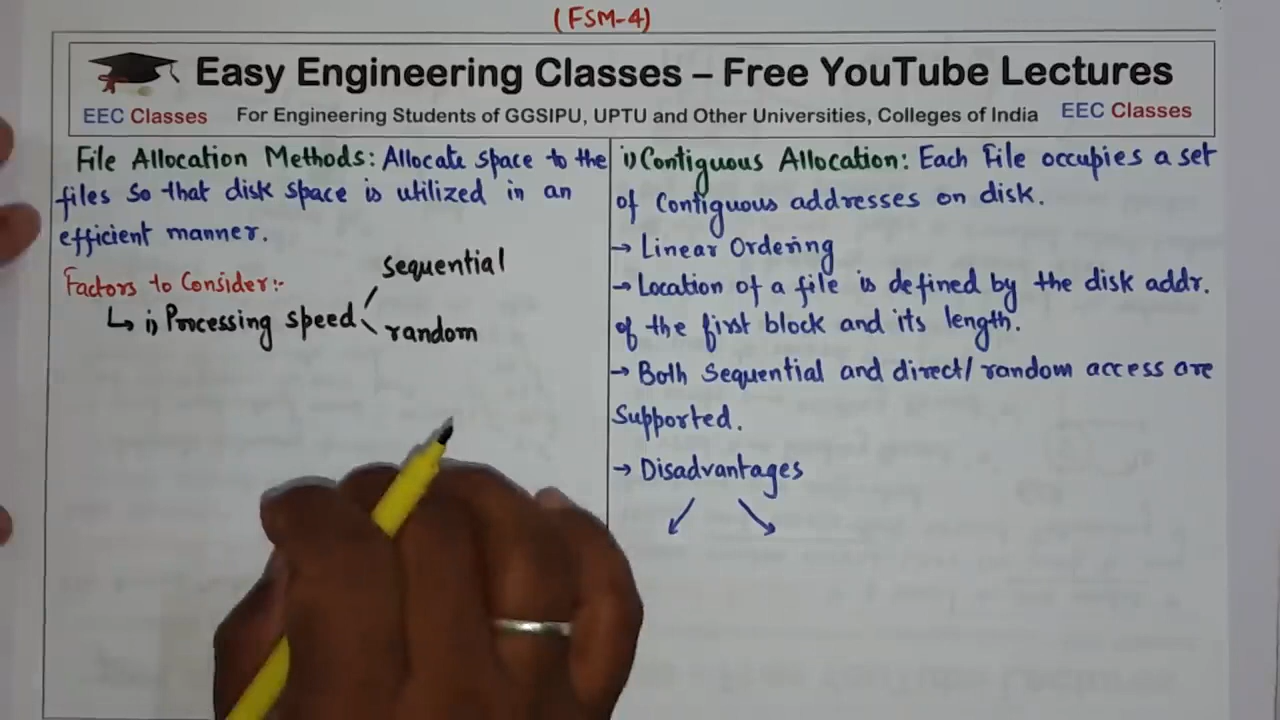 (FSM-4)
Easy Engineering Classes – Free YouTube Lectures
EEC Classes For Engineering Students of GGSIPU, UPTU and Other Universities, Colleges of India EEC Classes
File Allocation Methods: Allocate space to the
files so that disk space is utilized in an
efficient manner.
Factors to Consider:-
↳ i) Processing speed
sequential
random
i) Contiguous Allocation: Each File occupies a set
of Contiguous addresses on disk.
→ Linear Ordering
→ Location of a file is defined by the disk addr.
of the first block and its length.
→ Both Sequential and direct/random access are
Supported.
→ Disadvantages